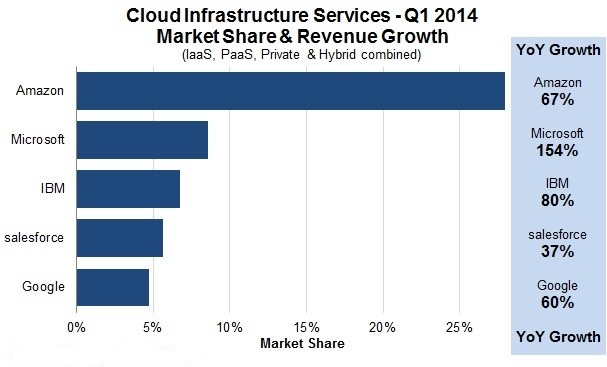 Cloud Infrastructure Services - Q1 2014
Market Share & Revenue Growth
(IaaS, PaaS, Private & Hybrid combined)
Amazon
Microsoft
IBM
salesforce
Google
0%
5%
10%
15%
20%
25%
Market Share
YoY Growth
Amazon
67%
Microsoft
154%
IBM
80%
salesforce
37%
Google
60%
YoY Growth